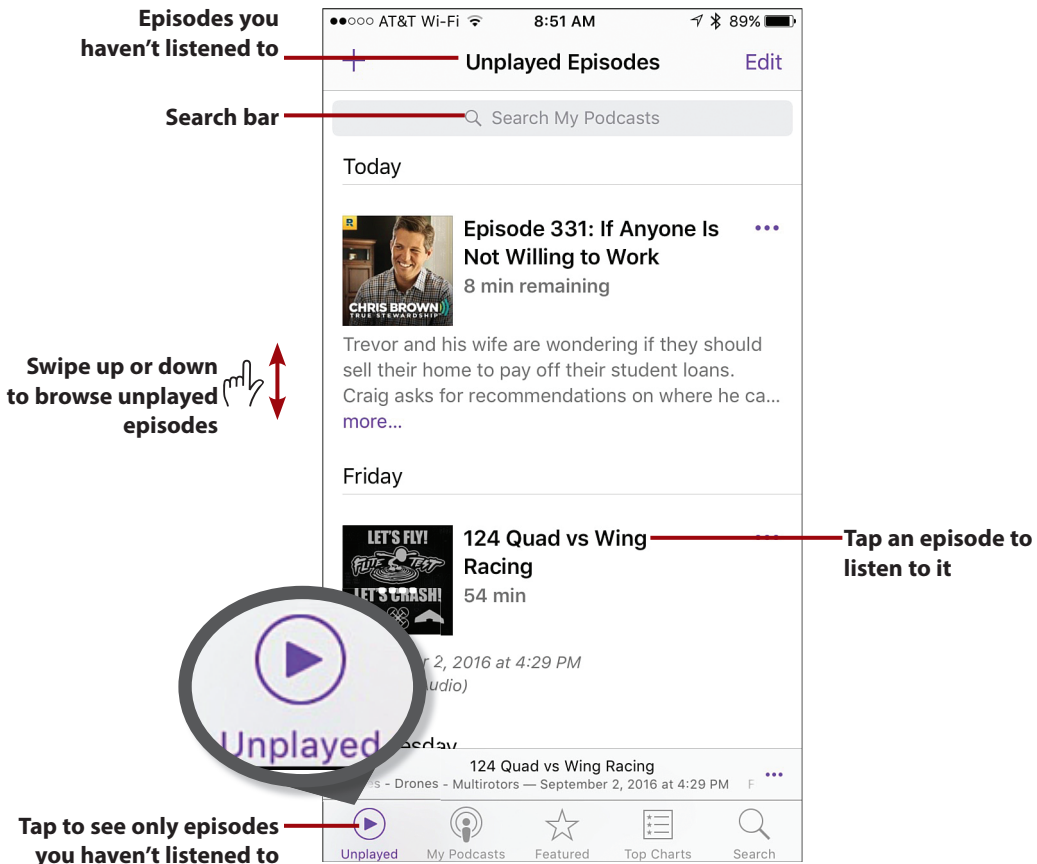 Episodes you
haven't listened to
Search bar
Swipe up or down
to browse unplayed
episodes
Tap to see only episodes
you haven't listened to
Tap an episode to
listen to it
AT&T Wi-Fi 8:51 AM 89%
+ Unplayed Episodes Edit
Search My Podcasts
Today
R
CHRIS BROWN
TRUE STEWARDSHIP
Episode 331: If Anyone Is
Not Willing to Work
8 min remaining
Trevor and his wife are wondering if they should
sell their home to pay off their student loans.
Craig asks for recommendations on where he ca...
more...
Friday
LET'S FLY!
FLITE TEST
LET'S CRASH!
124 Quad vs Wing
Racing
54 min
2, 2016 at 4:29 PM
Unplayed
124 Quad vs Wing Racing
- Drones - Multirotors — September 2, 2016 at 4:29 PM F
Unplayed My Podcasts Featured Top Charts Search